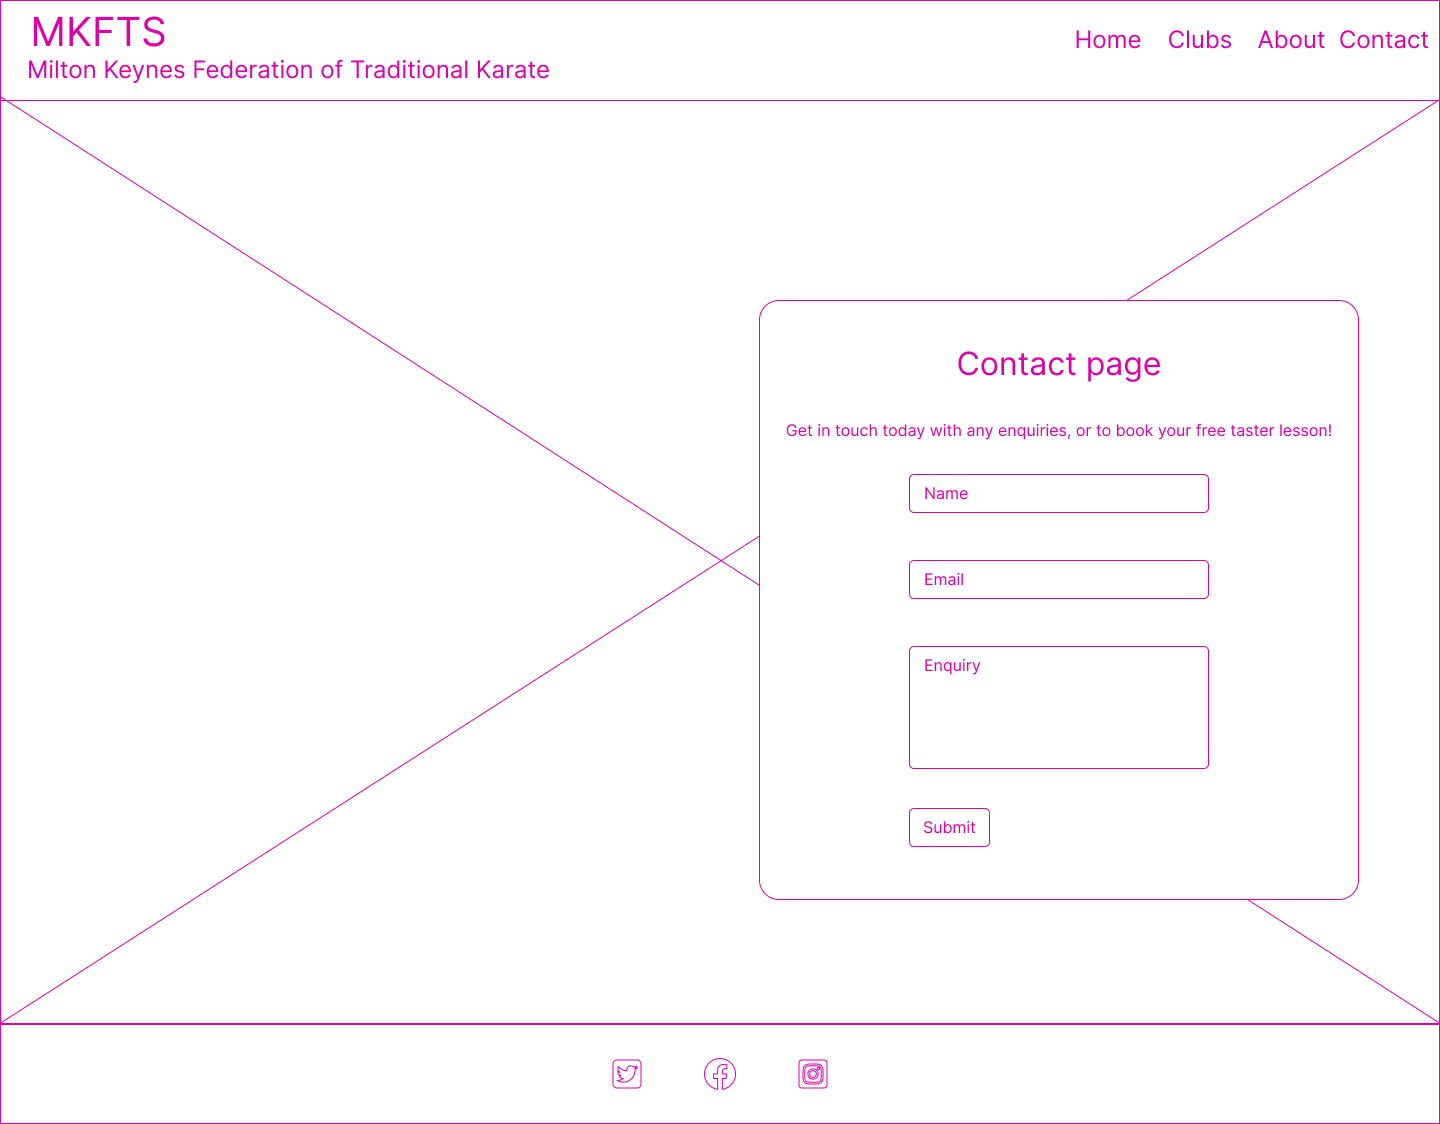 MKFTS
Milton Keynes Federation of Traditional Karate
Home Clubs About Contact
Contact page
Get in touch today with any enquiries, or to book your free taster lesson!
Name
Email
Enquiry
Submit